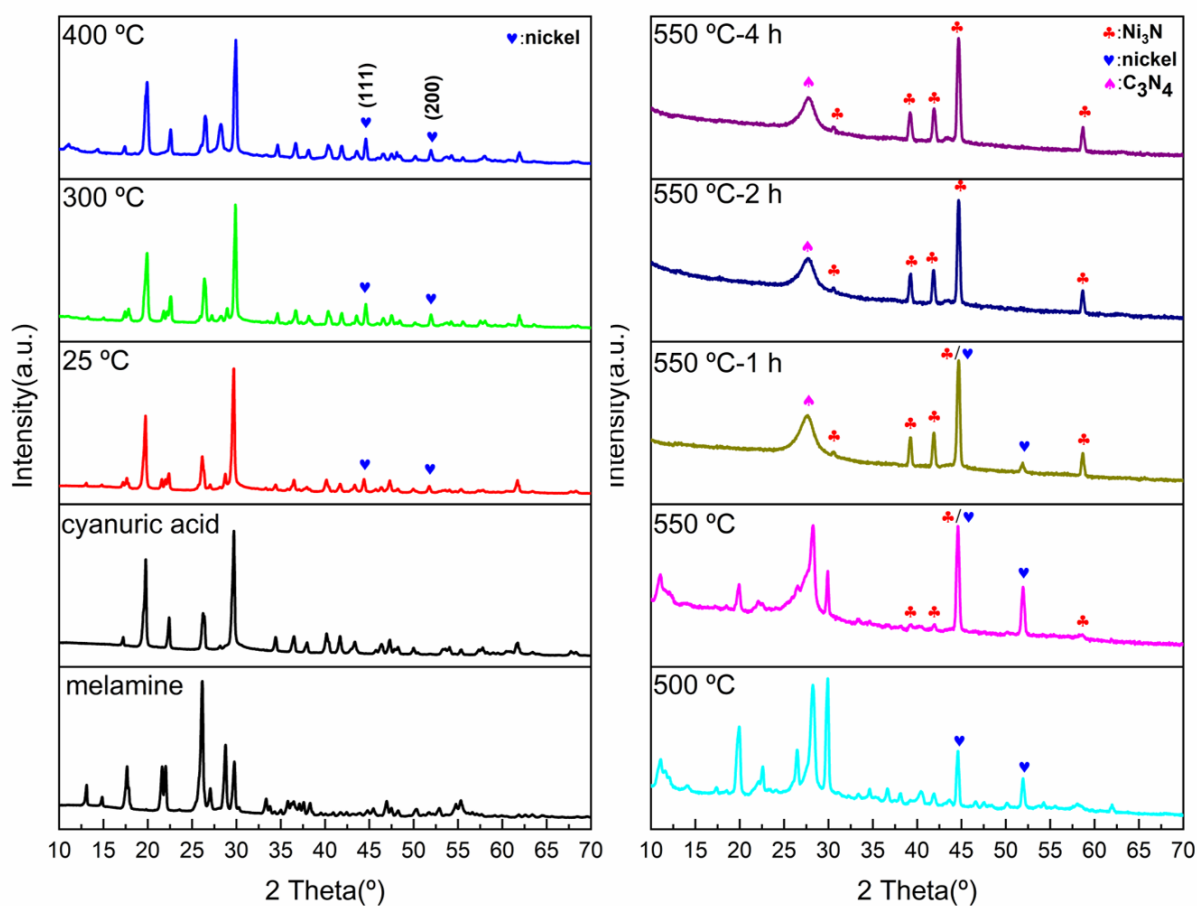 400 ºC
♥:nickel
(111)
(200)
300 ºC
25 ºC
cyanuric acid
melamine
Intensity(a.u.)
10 15 20 25 30 35 40 45 50 55 60 65 70
2 Theta(º)
550 ºC-4 h
♣:Ni₃N
♥:nickel
♠:C₃N₄
550 ºC-2 h
550 ºC-1 h
♣/♥
550 ºC
♣/♥
500 ºC
Intensity(a.u.)
10 15 20 25 30 35 40 45 50 55 60 65 70
2 Theta(º)